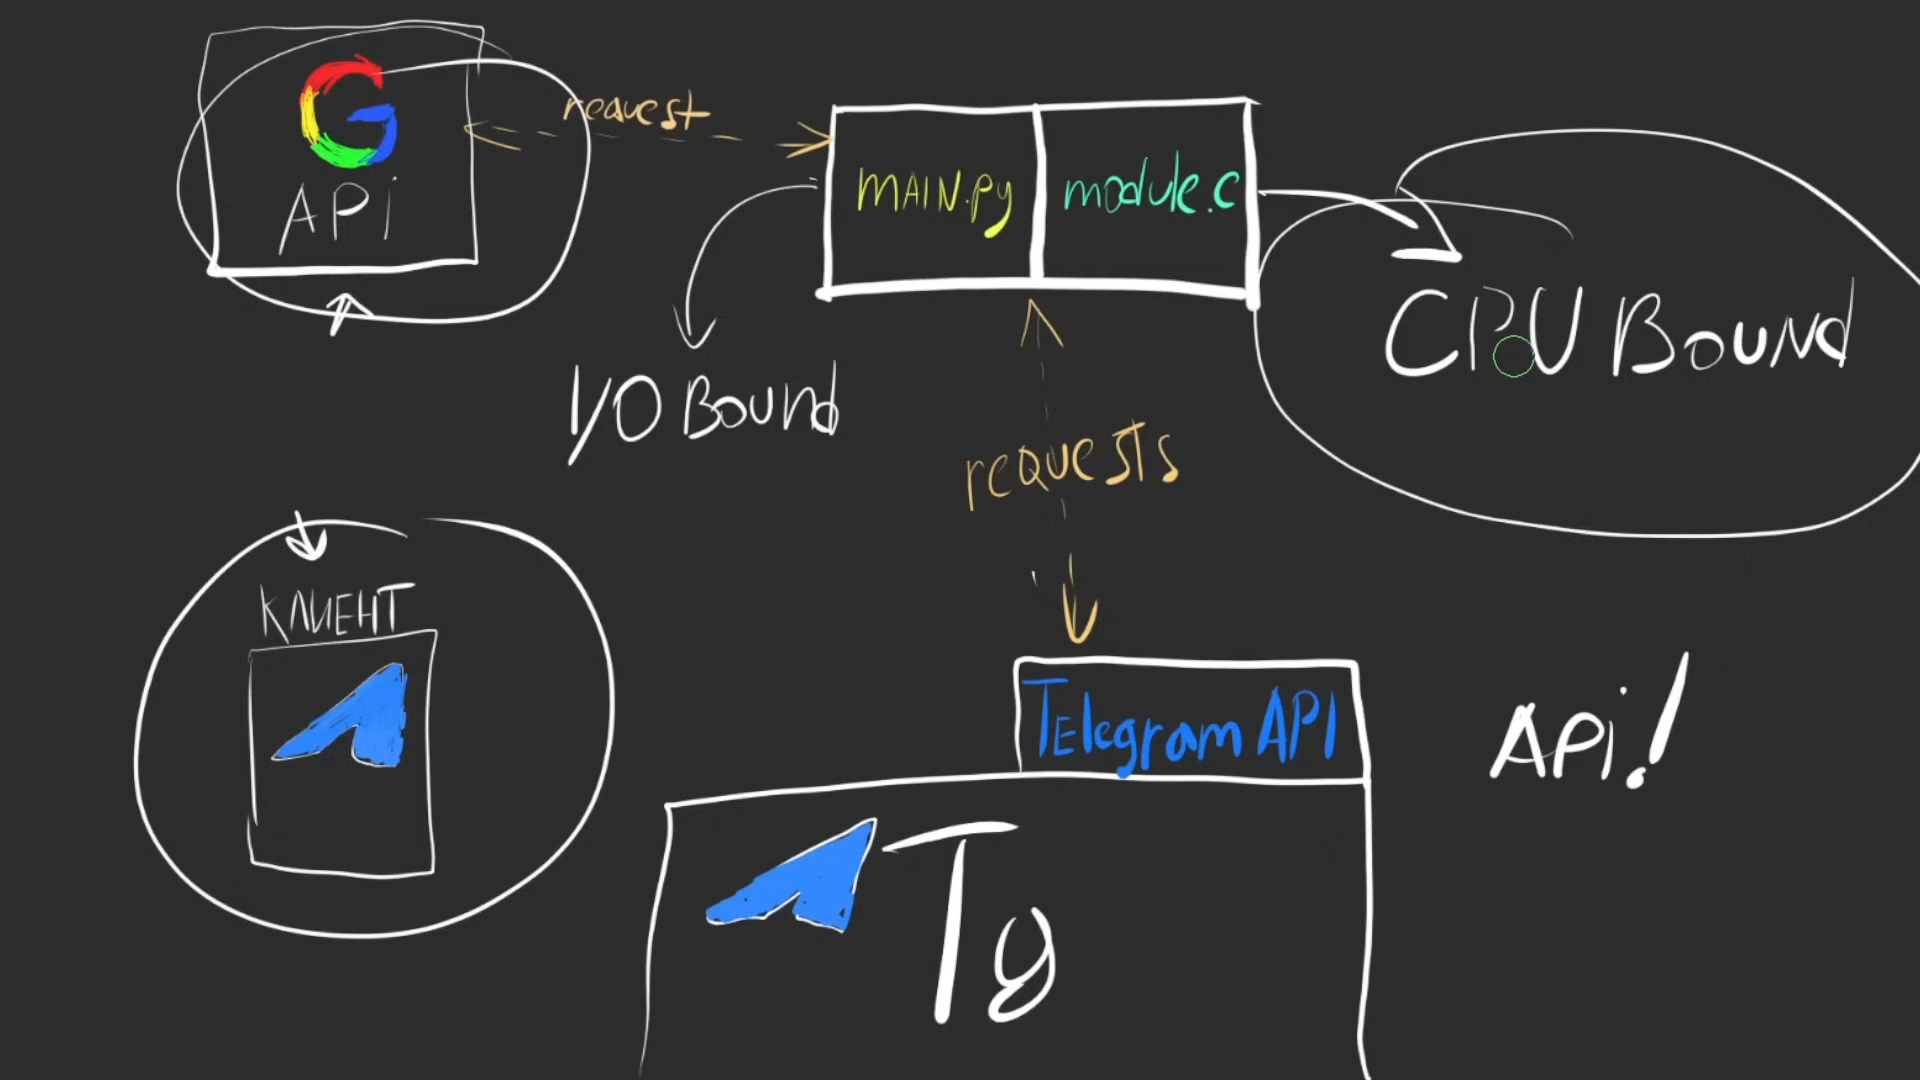 request
API
MAIN.py
module.c
I/O Bound
CPU Bound
requests
КЛИЕНТ
TElegram API
APi!
Tg